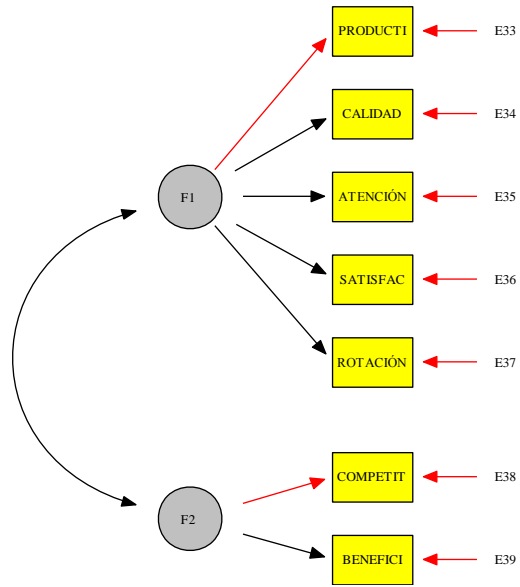 PRODUCTI E33
CALIDAD E34
F1 ATENCIÓN E35
SATISFAC E36
ROTACIÓN E37
COMPETIT E38
F2
BENEFICI E39